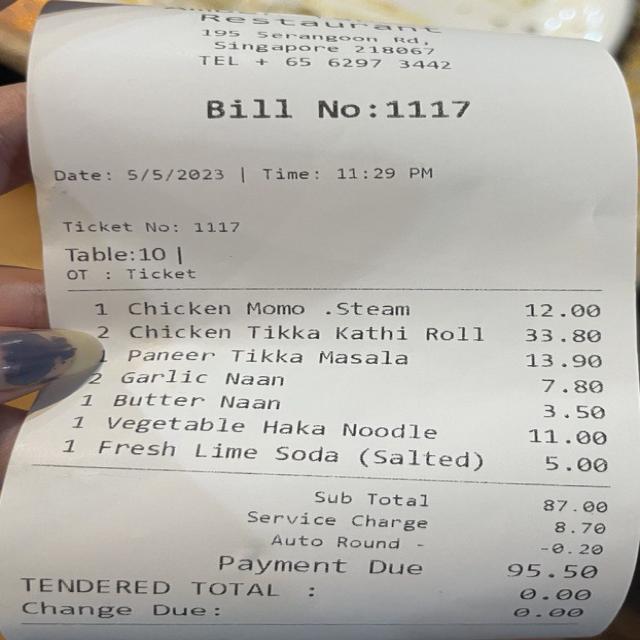 Restaurant
195 Serangoon Rd,
Singapore 218067
TEL + 65 6297 3442
Bill No:1117
Date: 5/5/2023 | Time: 11:29 PM
Ticket No: 1117
Table:10 |
OT : Ticket
1 Chicken Momo .Steam 12.00
2 Chicken Tikka Kathi Roll 33.80
1 Paneer Tikka Masala 13.90
2 Garlic Naan 7.80
1 Butter Naan 3.50
1 Vegetable Haka Noodle 11.00
1 Fresh Lime Soda (Salted) 5.00
Sub Total 87.00
Service Charge 8.70
Auto Round - -0.20
Payment Due 95.50
TENDERED TOTAL : 0.00
Change Due: 0.00